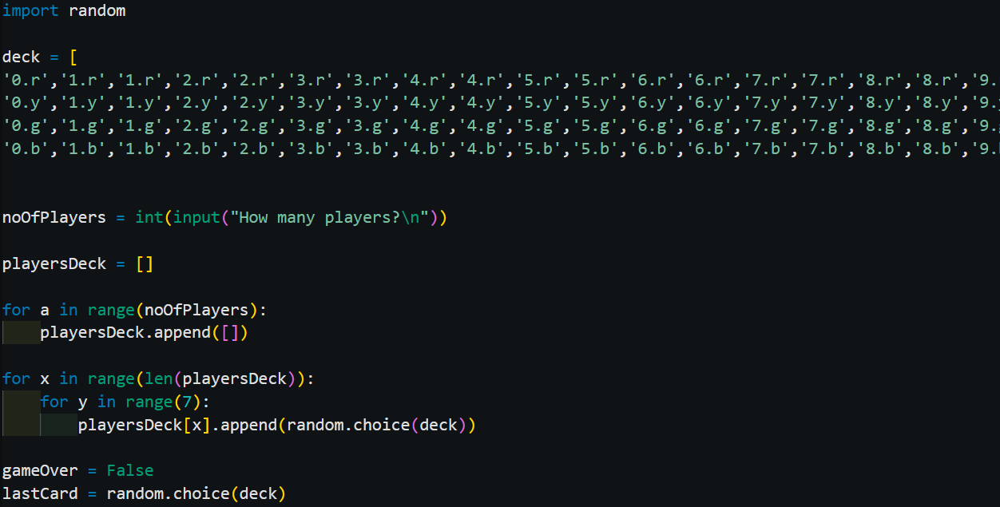 import random
deck = [
'0.r','1.r','1.r','2.r','2.r','3.r','3.r','4.r','4.r','5.r','5.r','6.r','6.r','7.r','7.r','8.r','8.r','9.
'0.y','1.y','1.y','2.y','2.y','3.y','3.y','4.y','4.y','5.y','5.y','6.y','6.y','7.y','7.y','8.y','8.y','9.
'0.g','1.g','1.g','2.g','2.g','3.g','3.g','4.g','4.g','5.g','5.g','6.g','6.g','7.g','7.g','8.g','8.g','9.
'0.b','1.b','1.b','2.b','2.b','3.b','3.b','4.b','4.b','5.b','5.b','6.b','6.b','7.b','7.b','8.b','8.b','9.
noOfPlayers = int(input("How many players?\n"))
playersDeck = []
for a in range(noOfPlayers):
    playersDeck.append([])
for x in range(len(playersDeck)):
    for y in range(7):
        playersDeck[x].append(random.choice(deck))
gameOver = False
lastCard = random.choice(deck)